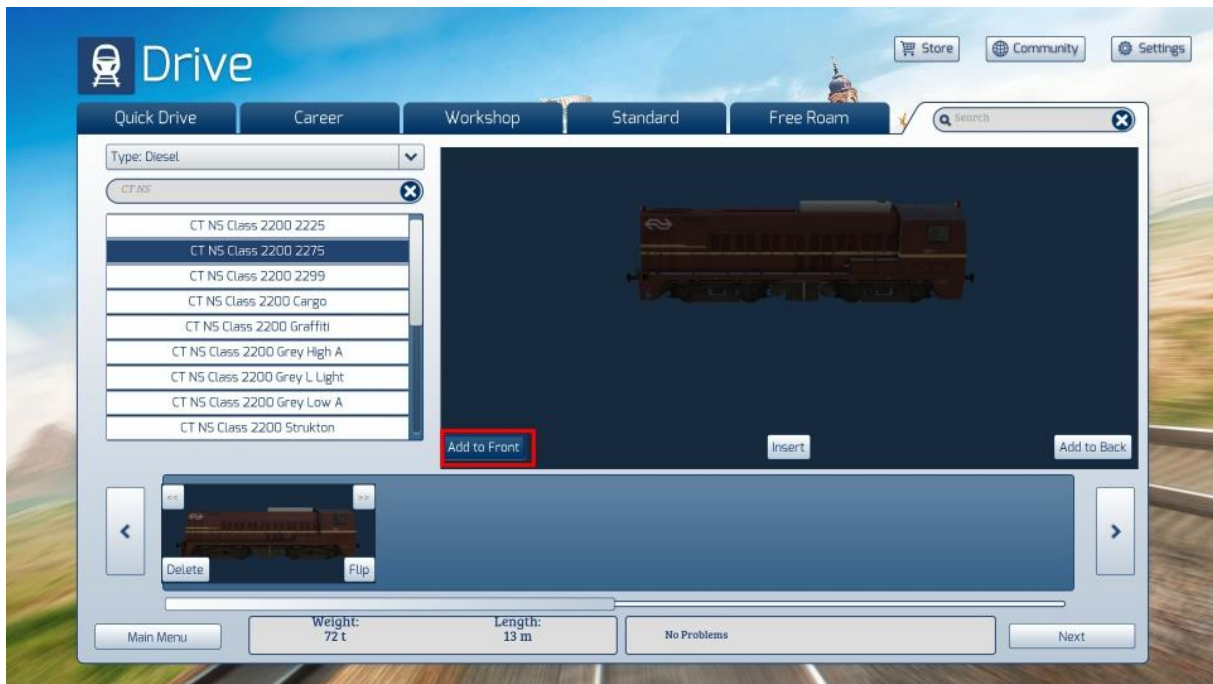 Drive
Store
Community
Settings
Quick Drive
Career
Workshop
Standard
Free Roam
Search
Type: Diesel
CT NS
CT NS Class 2200 2225
CT NS Class 2200 2275
CT NS Class 2200 2299
CT NS Class 2200 Cargo
CT NS Class 2200 Graffiti
CT NS Class 2200 Grey High A
CT NS Class 2200 Grey L Light
CT NS Class 2200 Grey Low A
CT NS Class 2200 Strukton
Add to Front
Insert
Add to Back
<<
>>
Delete
Flip
Main Menu
Weight:
72 t
Length:
13 m
No Problems
Next